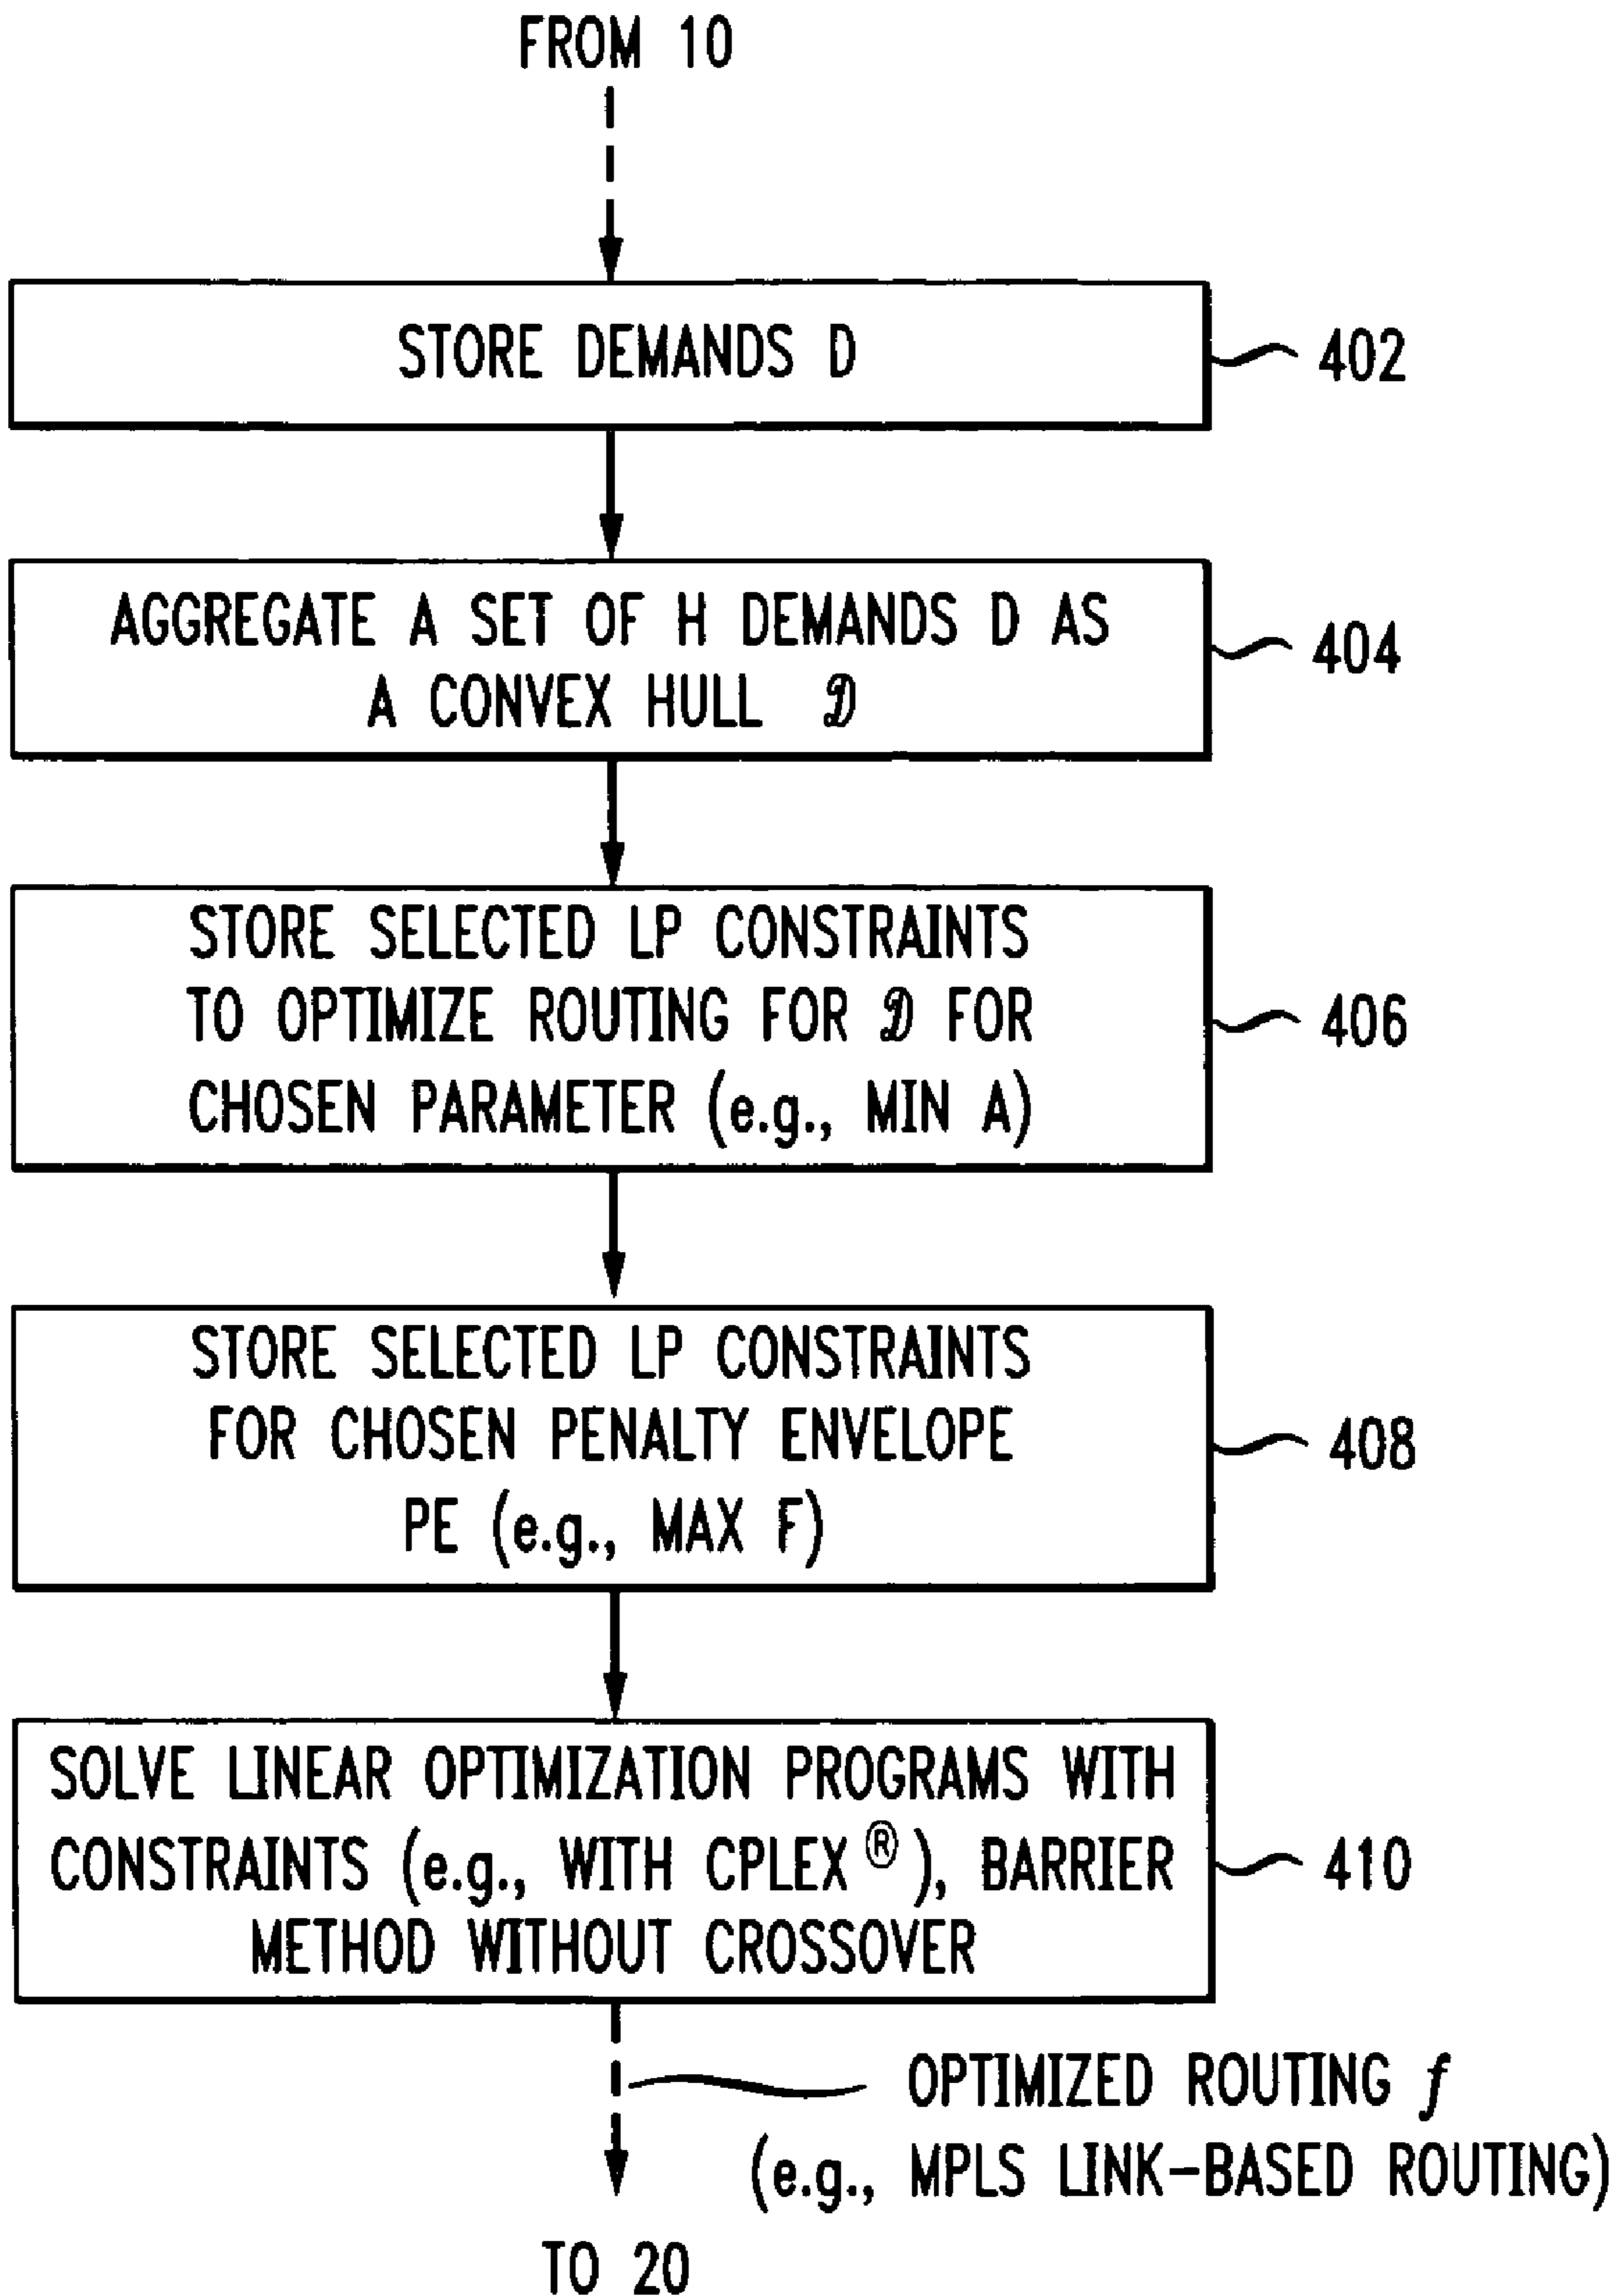 FROM 10
STORE DEMANDS D
402
AGGREGATE A SET OF H DEMANDS D AS
A CONVEX HULL 𝒟
404
STORE SELECTED LP CONSTRAINTS
TO OPTIMIZE ROUTING FOR 𝒟 FOR
CHOSEN PARAMETER (e.g., MIN A)
406
STORE SELECTED LP CONSTRAINTS
FOR CHOSEN PENALTY ENVELOPE
PE (e.g., MAX F)
408
SOLVE LINEAR OPTIMIZATION PROGRAMS WITH
CONSTRAINTS (e.g., WITH CPLEX ®), BARRIER
METHOD WITHOUT CROSSOVER
410
OPTIMIZED ROUTING f
(e.g., MPLS LINK-BASED ROUTING)
TO 20